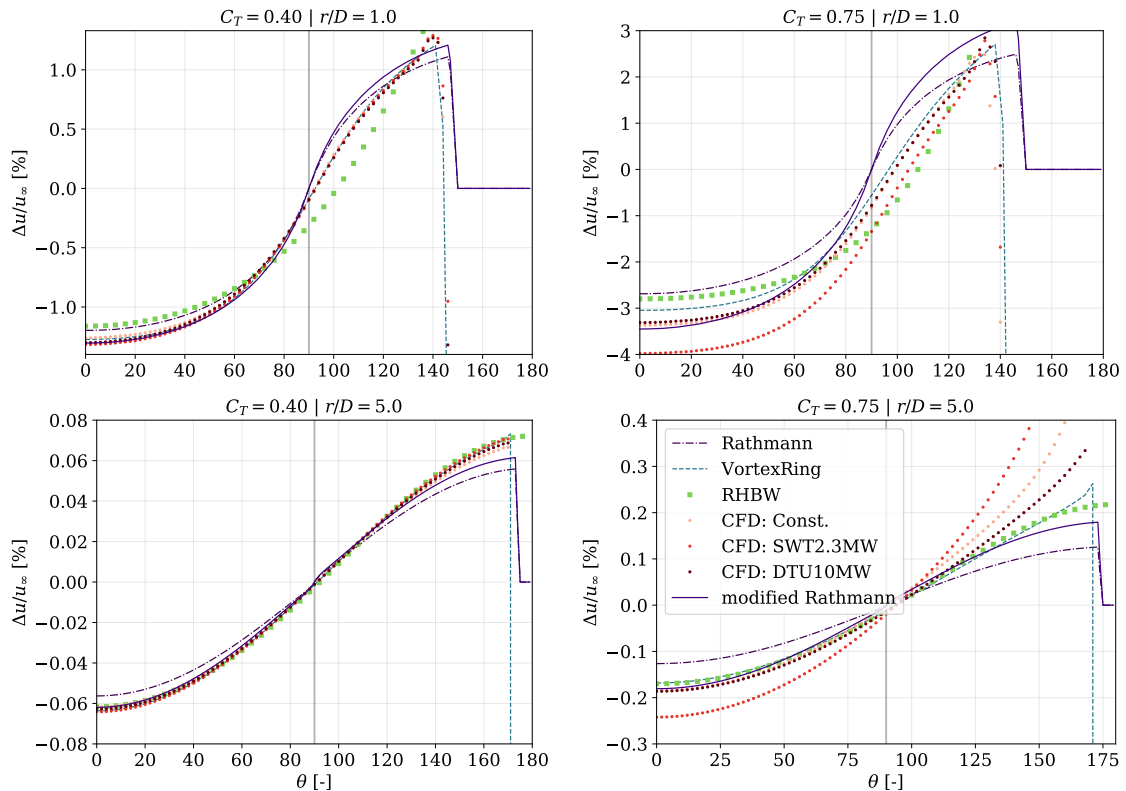 C_T = 0.40 | r/D = 1.0
Δu/u∞ [%]
1.0
0.5
0.0
−0.5
−1.0
0 20 40 60 80 100 120 140 160 180
C_T = 0.75 | r/D = 1.0
Δu/u∞ [%]
3
2
1
0
−1
−2
−3
−4
0 20 40 60 80 100 120 140 160 180
C_T = 0.40 | r/D = 5.0
Δu/u∞ [%]
0.08
0.06
0.04
0.02
0.00
−0.02
−0.04
−0.06
−0.08
0 20 40 60 80 100 120 140 160 180
θ [-]
C_T = 0.75 | r/D = 5.0
Δu/u∞ [%]
0.4
0.3
0.2
0.1
0.0
−0.1
−0.2
−0.3
0 25 50 75 100 125 150 175
θ [-]
Rathmann
VortexRing
RHBW
CFD: Const.
CFD: SWT2.3MW
CFD: DTU10MW
modified Rathmann